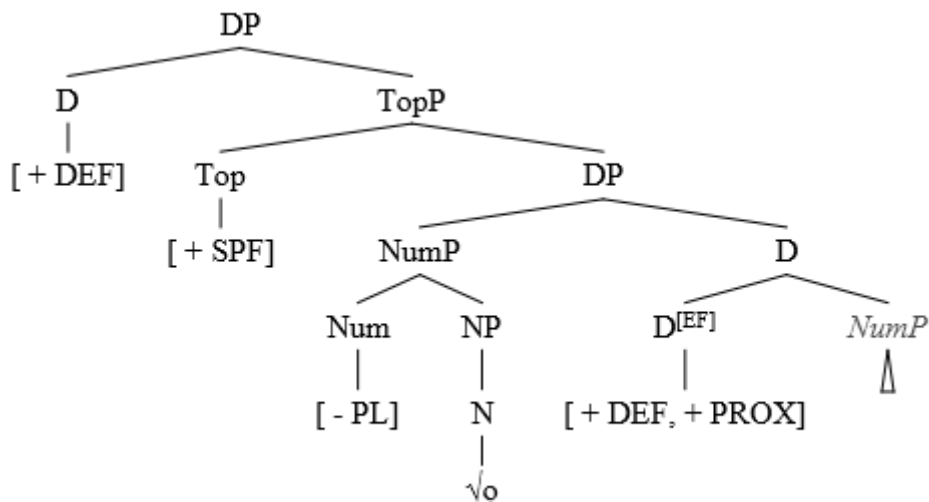 DP
D TopP
[ + DEF] Top DP
[ + SPF] NumP D
Num NP D[EF] NumP
[ - PL] N [ + DEF, + PROX]
√o